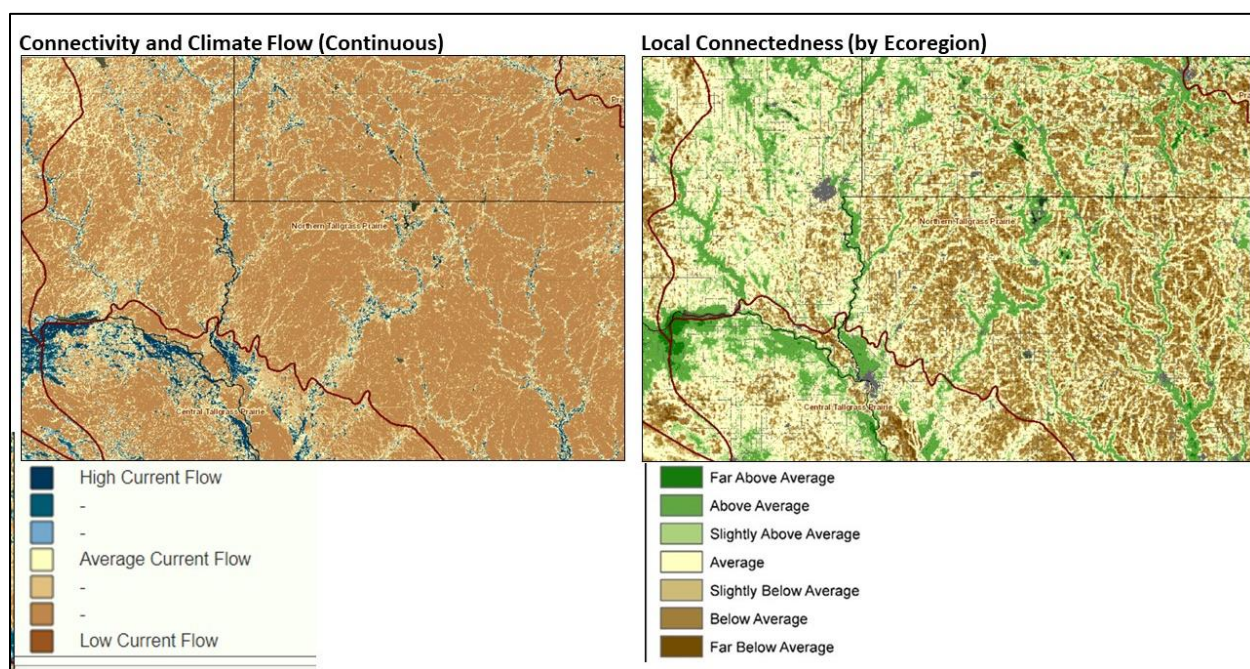 Connectivity and Climate Flow (Continuous)
Northern Tallgrass Prairie
Central Tallgrass Prairie
High Current Flow
-
-
Average Current Flow
-
-
Low Current Flow
Local Connectedness (by Ecoregion)
Northern Tallgrass Prairie
Central Tallgrass Prairie
Far Above Average
Above Average
Slightly Above Average
Average
Slightly Below Average
Below Average
Far Below Average